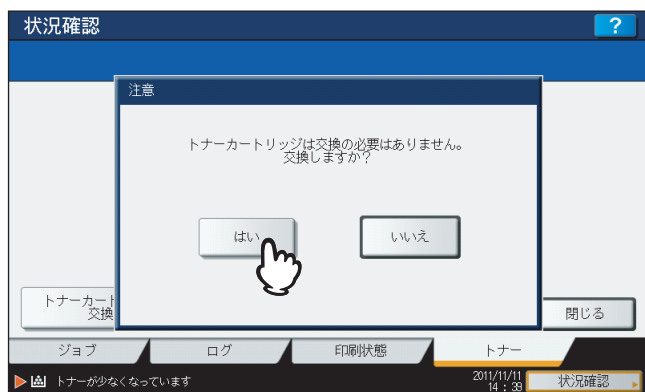 状況確認
?
注意
トナーカートリッジは交換の必要はありません。
交換しますか?
はい
いいえ
トナーカート
交換
閉じる
ジョブ
ログ
印刷状態
トナー
トナーが少なくなっています
2011/11/11
14 : 39
状況確認